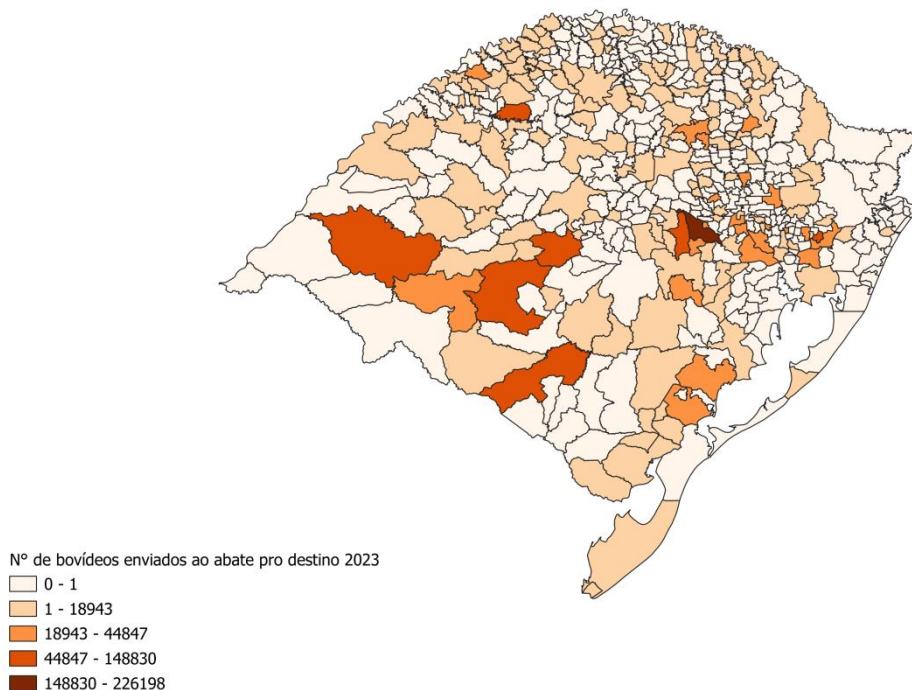 N° de bovídeos enviados ao abate pro destino 2023
0 - 1
1 - 18943
18943 - 44847
44847 - 148830
148830 - 226198